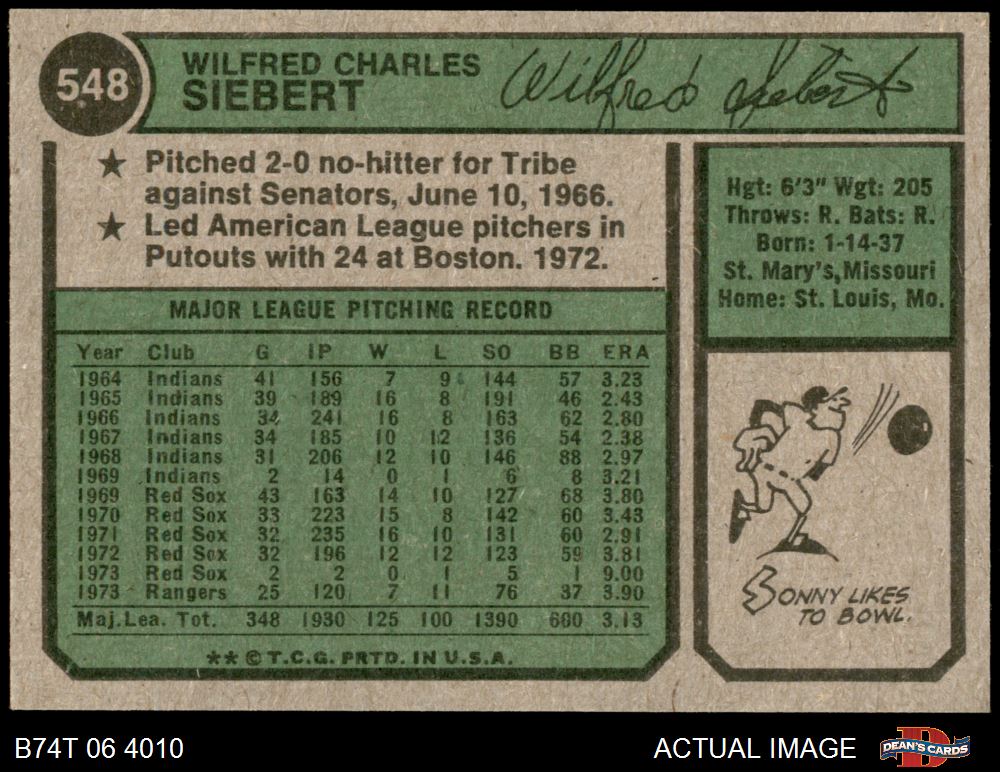 548
WILFRED CHARLES
SIEBERT
Wilfred Siebert
★ Pitched 2-0 no-hitter for Tribe
against Senators, June 10, 1966.
★ Led American League pitchers in
Putouts with 24 at Boston. 1972.
Hgt: 6'3" Wgt: 205
Throws: R. Bats: R.
Born: 1-14-37
St. Mary's, Missouri
Home: St. Louis, Mo.
MAJOR LEAGUE PITCHING RECORD
Year Club G IP W L SO BB ERA
1964 Indians 41 156 7 9 144 57 3.23
1965 Indians 39 189 16 8 191 46 2.43
1966 Indians 34 241 16 8 163 62 2.80
1967 Indians 34 185 10 12 136 54 2.38
1968 Indians 31 206 12 10 146 88 2.97
1969 Indians 2 14 0 1 6 8 3.21
1969 Red Sox 43 163 14 10 127 68 3.80
1970 Red Sox 33 223 15 8 142 60 3.43
1971 Red Sox 32 235 16 10 131 60 2.91
1972 Red Sox 32 196 12 12 123 59 3.81
1973 Red Sox 2 2 0 1 5 1 9.00
1973 Rangers 25 120 7 11 76 37 3.90
Maj.Lea. Tot. 348 1930 125 100 1390 600 3.13
** © T.C.G. PRTD. IN U.S.A.
SONNY LIKES
TO BOWL.
B74T 06 4010
ACTUAL IMAGE
D
DEAN'S CARDS